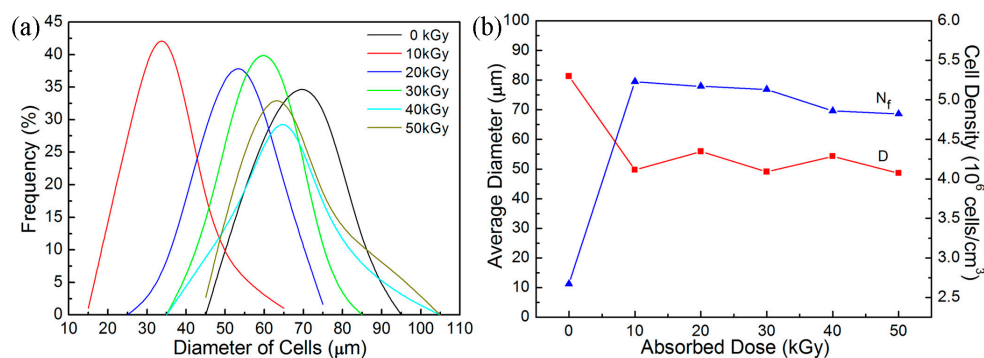 (a)
Frequency (%)
45
40
35
30
25
20
15
10
5
0
10 20 30 40 50 60 70 80 90 100 110
Diameter of Cells (μm)
0 kGy
10kGy
20kGy
30kGy
40kGy
50kGy
(b)
Average Diameter (μm)
100
90
80
70
60
50
40
30
20
10
0
0 10 20 30 40 50
Absorbed Dose (kGy)
N_f
D
6.0
5.5
5.0
4.5
4.0
3.5
3.0
2.5
Cell Density (10⁶ cells/cm³)